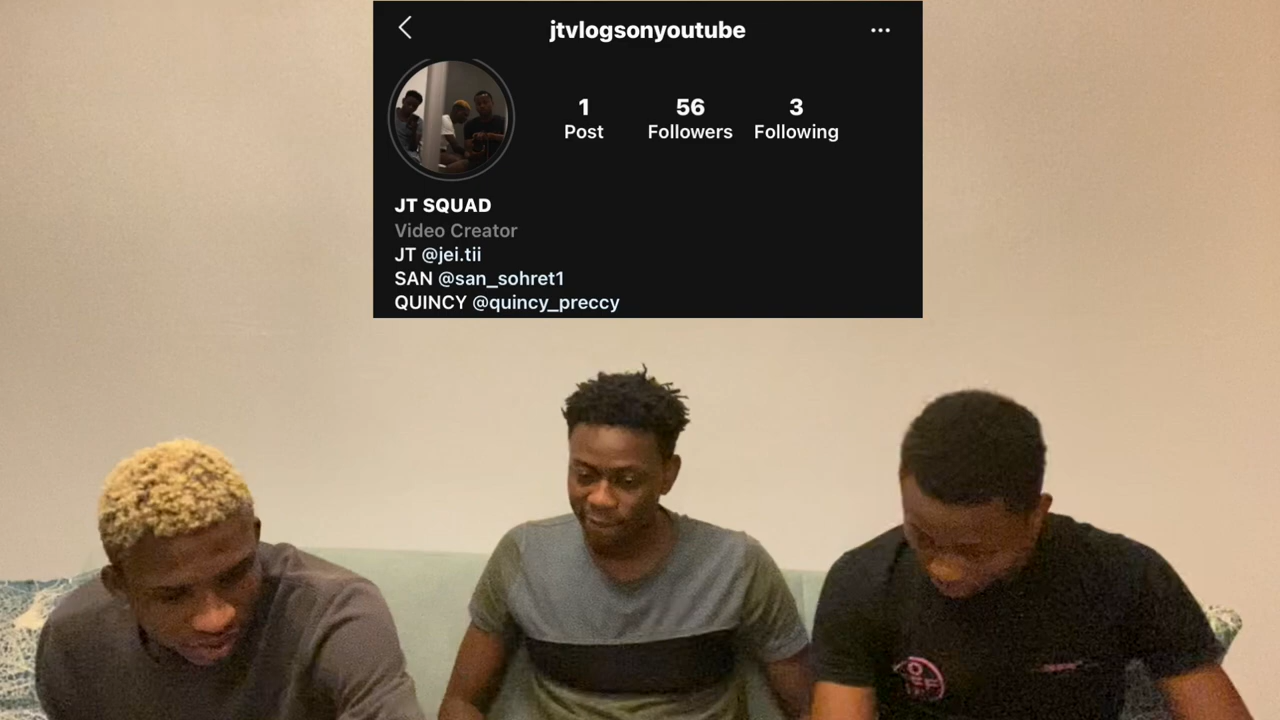 jtvlogsonyoutube
1 56 3
Post Followers Following
JT SQUAD
Video Creator
JT @jei.tii
SAN @san_sohret1
QUINCY @quincy_preccy